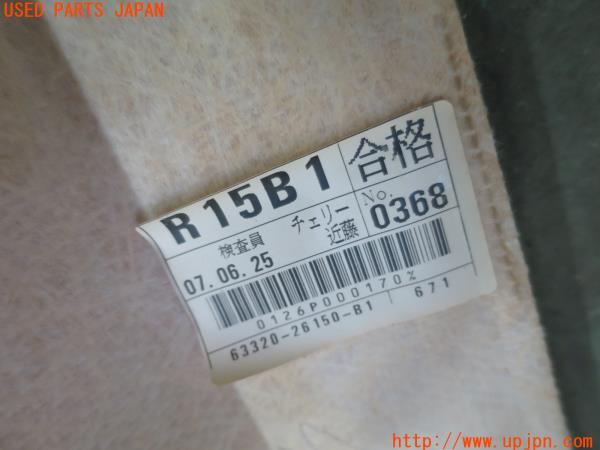 USED PARTS JAPAN
R15B1 合格
検査員 チェリー No.
07.06.25 近藤 0368
0126P000170%
63320-26150-B1 671
http://www.upjpn.com/